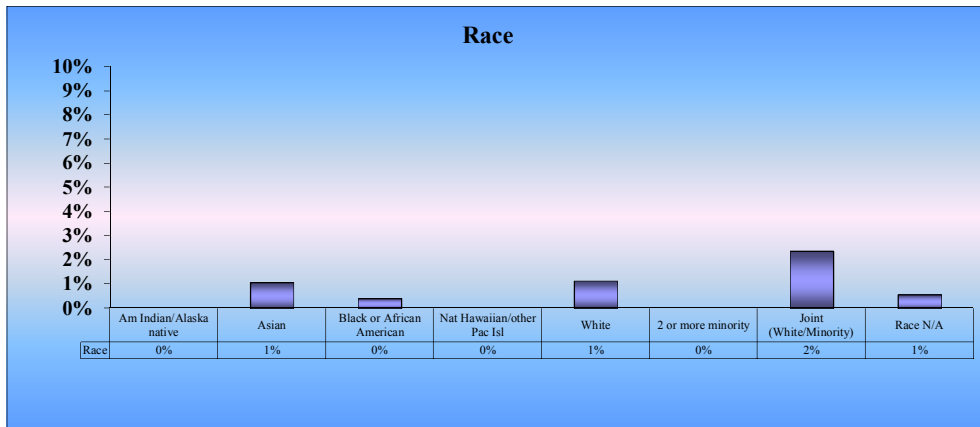 Race
10%
9%
8%
7%
6%
5%
4%
3%
2%
1%
0%
Am Indian/Alaska
native
Asian
Black or African
American
Nat Hawaiian/other
Pac Isl
White
2 or more minority
Joint
(White/Minority)
Race N/A
Race 0% 1% 0% 0% 1% 0% 2% 1%